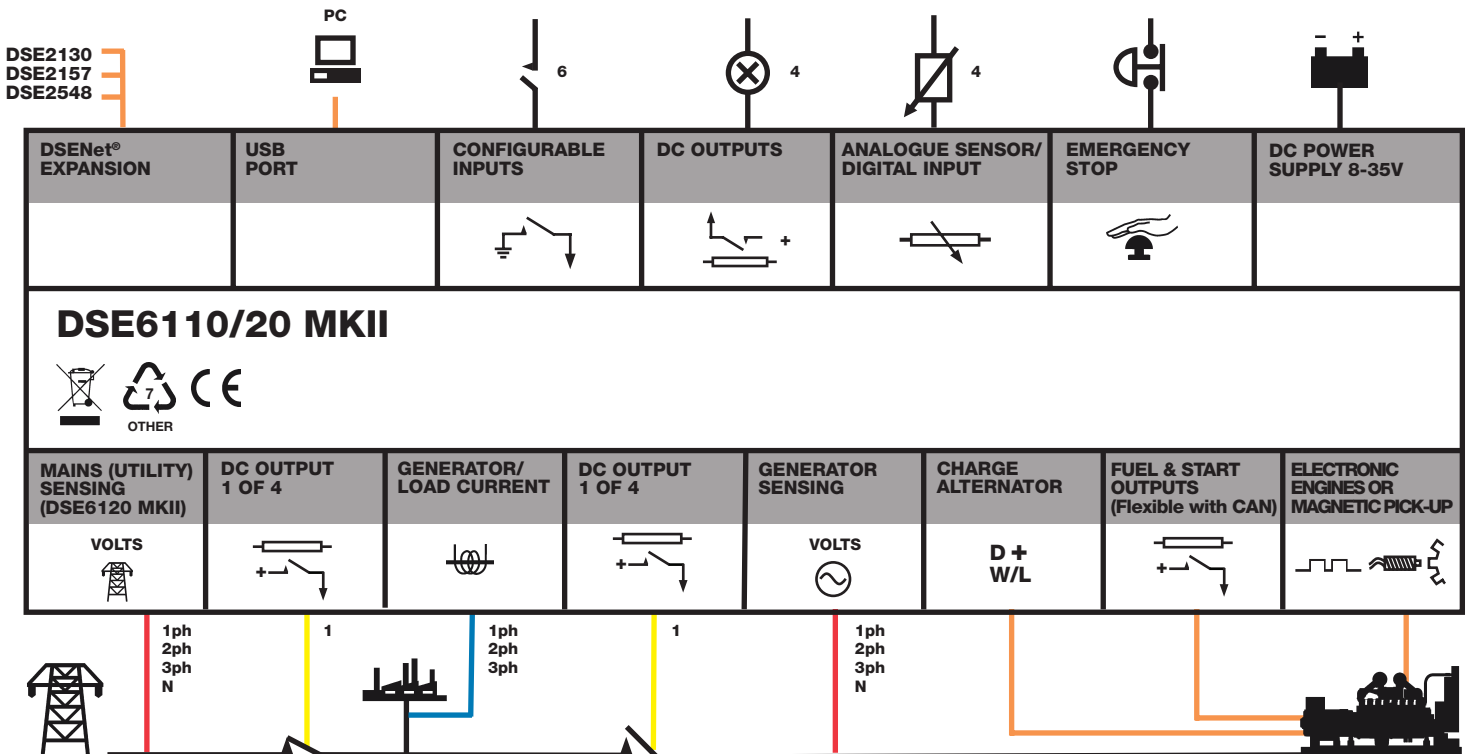 PC
DSE2130
DSE2157
DSE2548
6
4
4
- +
DSENet®
EXPANSION
USB
PORT
CONFIGURABLE
INPUTS
DC OUTPUTS
ANALOGUE SENSOR/
DIGITAL INPUT
EMERGENCY
STOP
DC POWER
SUPPLY 8-35V
+
DSE6110/20 MKII
7
OTHER
CE
MAINS (UTILITY)
SENSING
(DSE6120 MKII)
DC OUTPUT
1 OF 4
GENERATOR/
LOAD CURRENT
DC OUTPUT
1 OF 4
GENERATOR
SENSING
CHARGE
ALTERNATOR
FUEL & START
OUTPUTS
(Flexible with CAN)
ELECTRONIC
ENGINES OR
MAGNETIC PICK-UP
VOLTS
+
+
VOLTS
D+
W/L
+
1ph
2ph
3ph
N
1
1ph
2ph
3ph
1
1ph
2ph
3ph
N